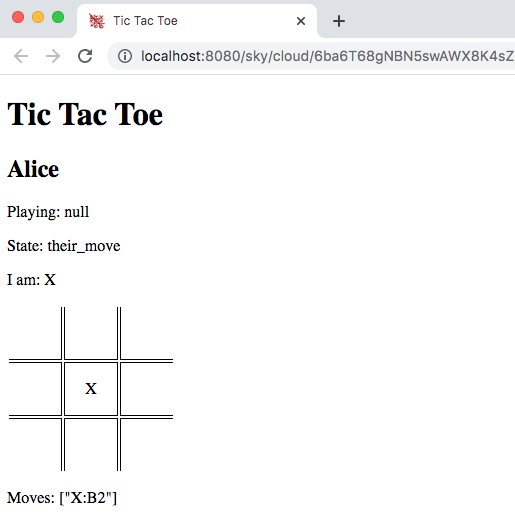 Tic Tac Toe
localhost:8080/sky/cloud/6ba6T68gNBN5swAWX8K4sZ
Tic Tac Toe
Alice
Playing: null
State: their_move
I am: X
X
Moves: ["X:B2"]